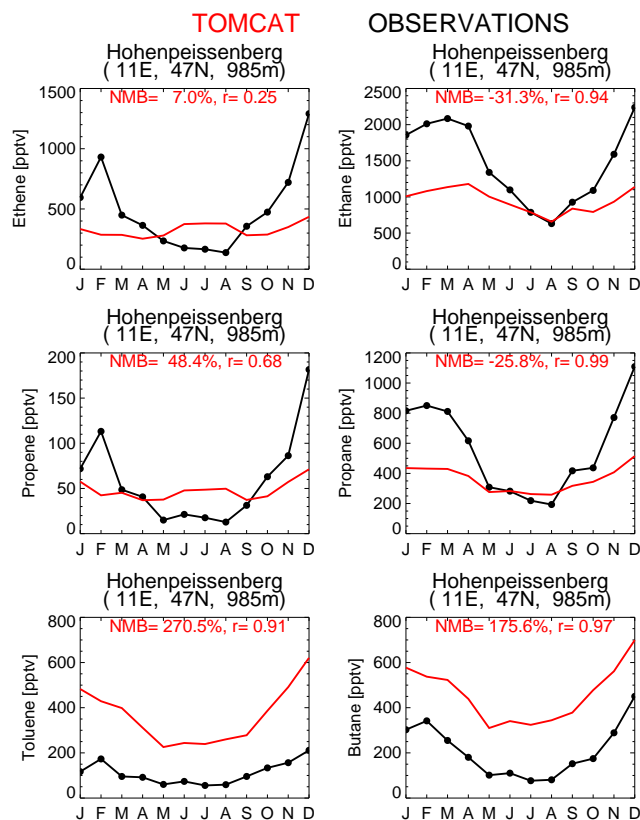 TOMCAT OBSERVATIONS
Hohenpeissenberg
( 11E, 47N, 985m)
NMB= 7.0%, r= 0.25
Ethene [pptv]
1500
1000
500
0
J F M A M J J A S O N D
Hohenpeissenberg
( 11E, 47N, 985m)
NMB= -31.3%, r= 0.94
Ethane [pptv]
2500
2000
1500
1000
500
0
J F M A M J J A S O N D
Hohenpeissenberg
( 11E, 47N, 985m)
NMB= 48.4%, r= 0.68
Propene [pptv]
200
150
100
50
0
J F M A M J J A S O N D
Hohenpeissenberg
( 11E, 47N, 985m)
NMB= -25.8%, r= 0.99
Propane [pptv]
1200
1000
800
600
400
200
0
J F M A M J J A S O N D
Hohenpeissenberg
( 11E, 47N, 985m)
NMB= 270.5%, r= 0.91
Toluene [pptv]
800
600
400
200
0
J F M A M J J A S O N D
Hohenpeissenberg
( 11E, 47N, 985m)
NMB= 175.6%, r= 0.97
Butane [pptv]
800
600
400
200
0
J F M A M J J A S O N D